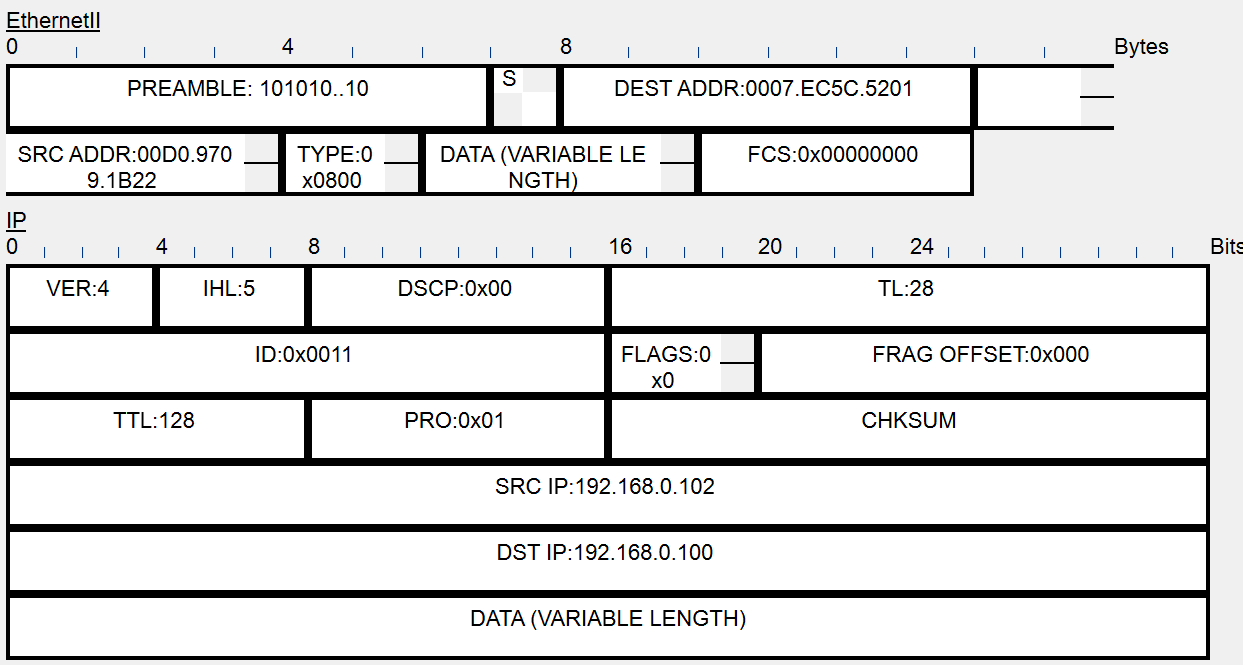 EthernetII
0 4 8 Bytes
PREAMBLE: 101010..10 S DEST ADDR:0007.EC5C.5201
SRC ADDR:00D0.970 TYPE:0 DATA (VARIABLE LE FCS:0x00000000
9.1B22 x0800 NGTH)
IP
0 4 8 16 20 24 Bits
VER:4 IHL:5 DSCP:0x00 TL:28
ID:0x0011 FLAGS:0 FRAG OFFSET:0x000
x0
TTL:128 PRO:0x01 CHKSUM
SRC IP:192.168.0.102
DST IP:192.168.0.100
DATA (VARIABLE LENGTH)